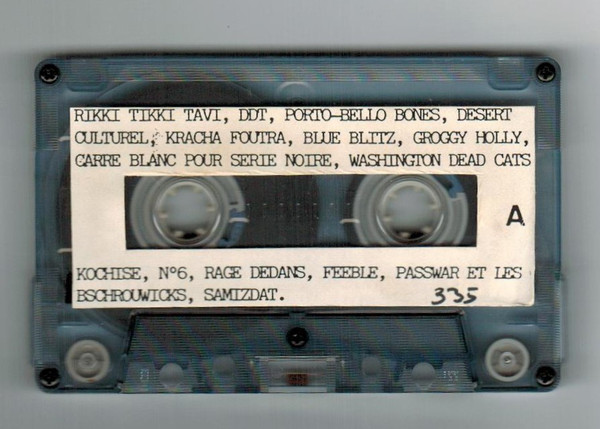 RIKKI TIKKI TAVI, DDT, PORTO-BELLO BONES, DESERT
CULTUREL, KRACHA FOUTRA, BLUE BLITZ, GROGGY HOLLY,
CARRE BLANC POUR SERIE NOIRE, WASHINGTON DEAD CATS
A
KOCHISE, N°6, RAGE DEDANS, FEEBLE, PASSWAR ET LES
BSCHROUWICKS, SAMIZDAT.
335